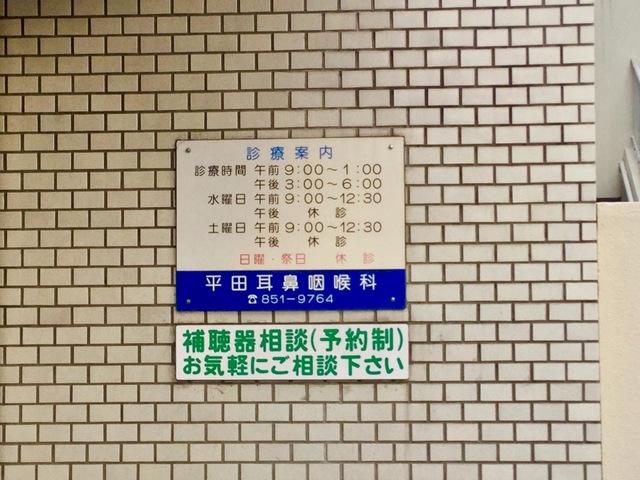 診療案内
診療時間 午前 9:00〜1:00
午後 3:00〜6:00
水曜日 午前 9:00〜12:30
午後 休診
土曜日 午前 9:00〜12:30
午後 休診
日曜・祭日 休診
平田耳鼻咽喉科
☎851-9764
補聴器相談(予約制)
お気軽にご相談下さい